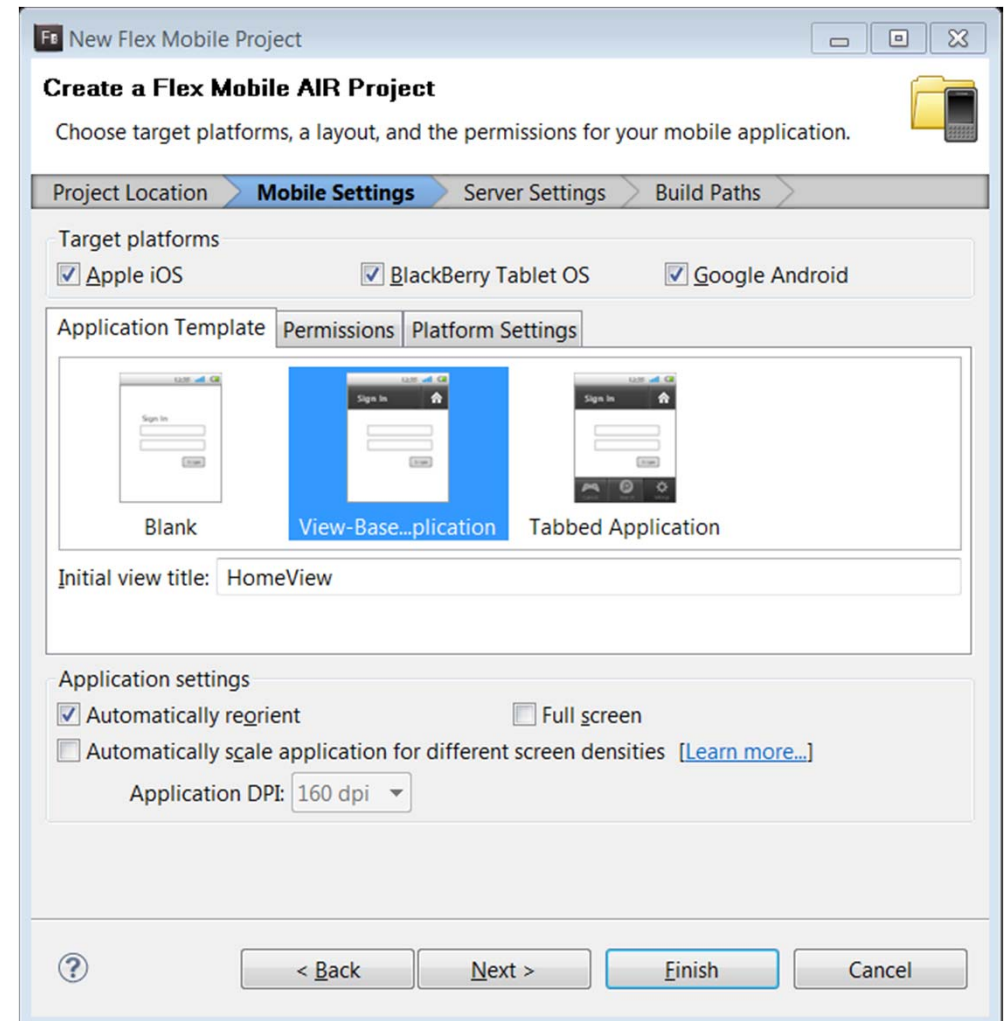 Fb New Flex Mobile Project
Create a Flex Mobile AIR Project
Choose target platforms, a layout, and the permissions for your mobile application.
Project Location Mobile Settings Server Settings Build Paths
Target platforms
Apple iOS BlackBerry Tablet OS Google Android
Application Template Permissions Platform Settings
Sign In Sign In Sign In
Blank View-Base...plication Tabbed Application
Initial view title: HomeView
Application settings
Automatically reorient Full screen
Automatically scale application for different screen densities [Learn more...]
Application DPI: 160 dpi
? < Back Next > Finish Cancel